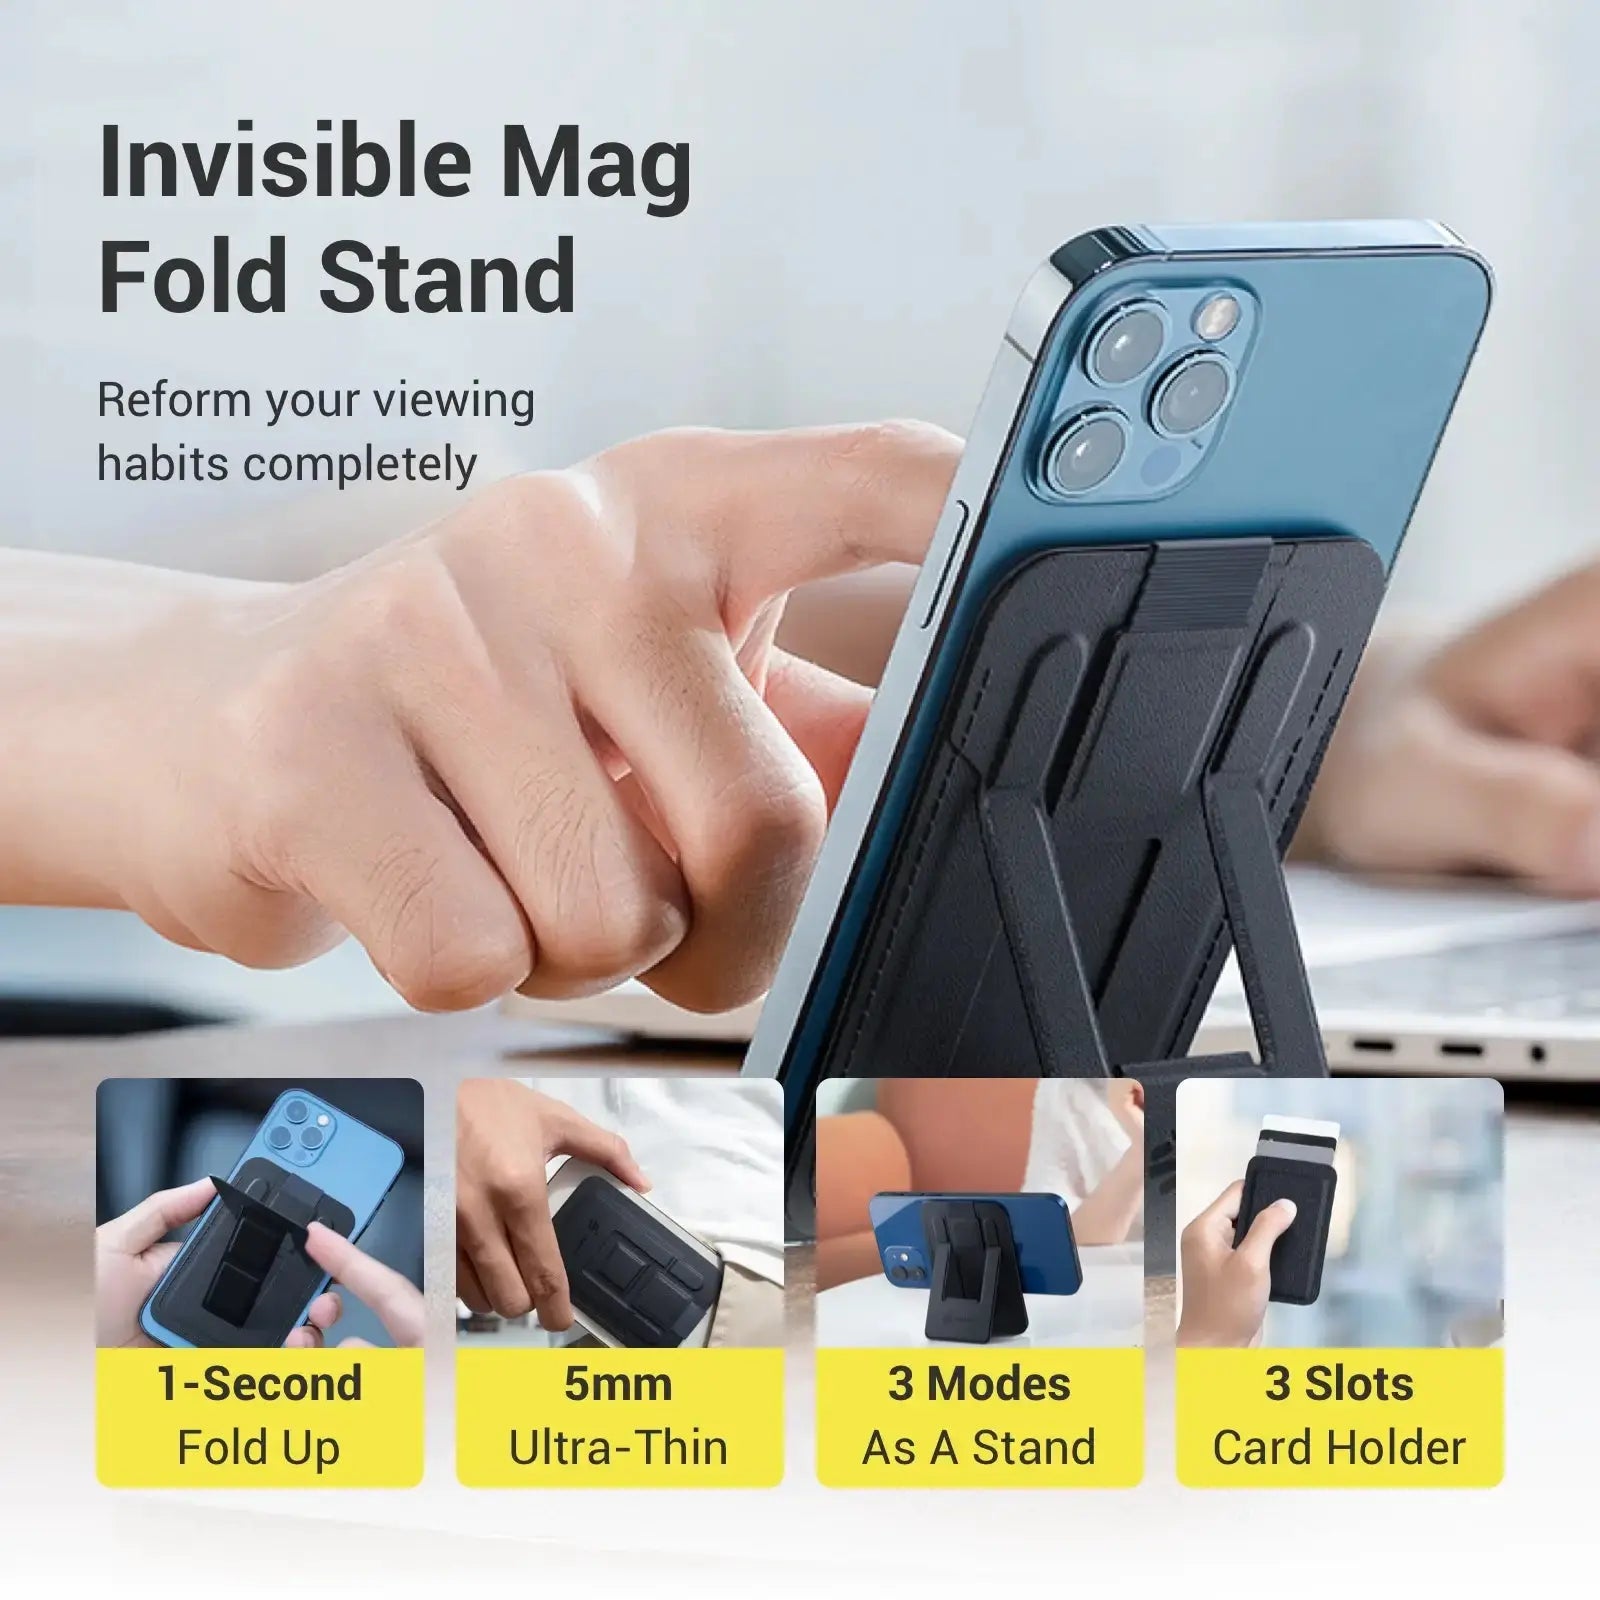 Invisible Mag
Fold Stand
Reform your viewing
habits completely
1-Second
Fold Up
5mm
Ultra-Thin
3 Modes
As A Stand
3 Slots
Card Holder